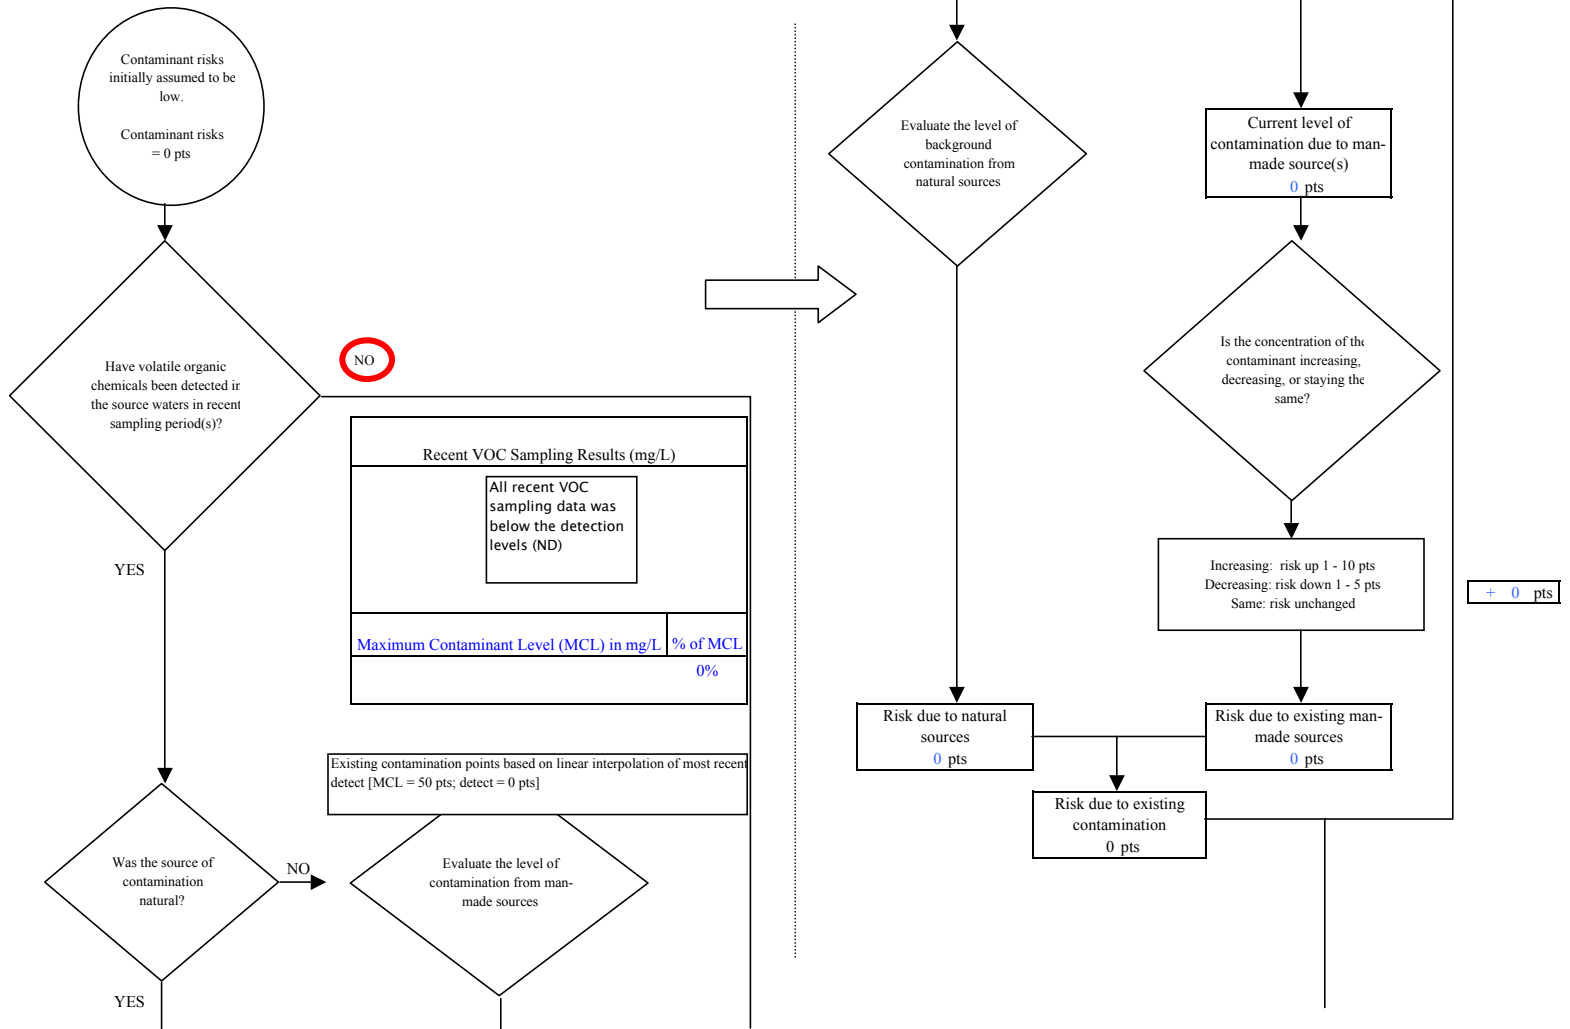 Contaminant risks
initially assumed to be
low.
Contaminant risks
= 0 pts
Have volatile organic
chemicals been detected in
the source waters in recent
sampling period(s)?
NO
YES
Recent VOC Sampling Results (mg/L)
All recent VOC
sampling data was
below the detection
levels (ND)
Maximum Contaminant Level (MCL) in mg/L
% of MCL
0%
Existing contamination points based on linear interpolation of most recent
detect [MCL = 50 pts; detect = 0 pts]
Was the source of
contamination
natural?
NO
YES
Evaluate the level of
contamination from man-
made sources
Evaluate the level of
background
contamination from
natural sources
Current level of
contamination due to man-
made source(s)
0 pts
Is the concentration of the
contaminant increasing,
decreasing, or staying the
same?
Increasing: risk up 1 - 10 pts
Decreasing: risk down 1 - 5 pts
Same: risk unchanged
+ 0 pts
Risk due to natural
sources
0 pts
Risk due to existing man-
made sources
0 pts
Risk due to existing
contamination
0 pts